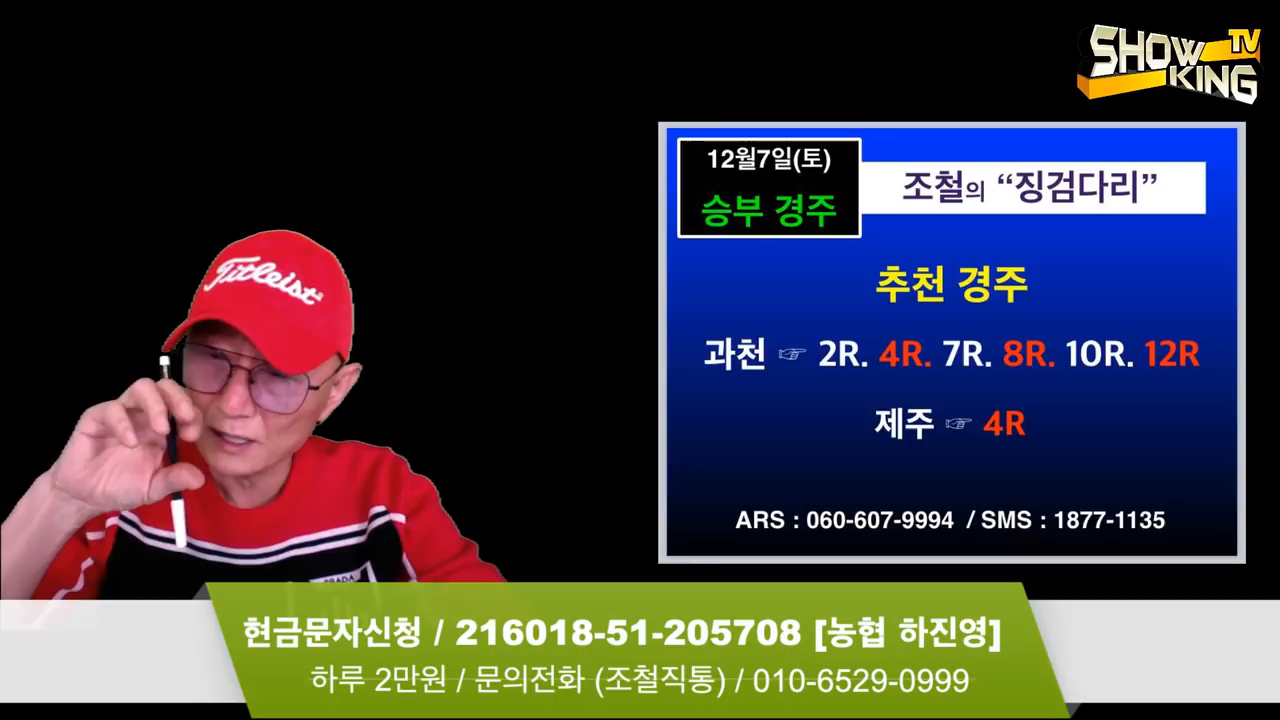 SHOW TV
KING
12월7일(토)
승부 경주
조철의 “징검다리”
추천 경주
과천 ☞ 2R. 4R. 7R. 8R. 10R. 12R
제주 ☞ 4R
ARS : 060-607-9994 / SMS : 1877-1135
Titleist
PRADA
현금문자신청 / 216018-51-205708 [농협 하진영]
하루 2만원 / 문의전화 (조철직통) / 010-6529-0999